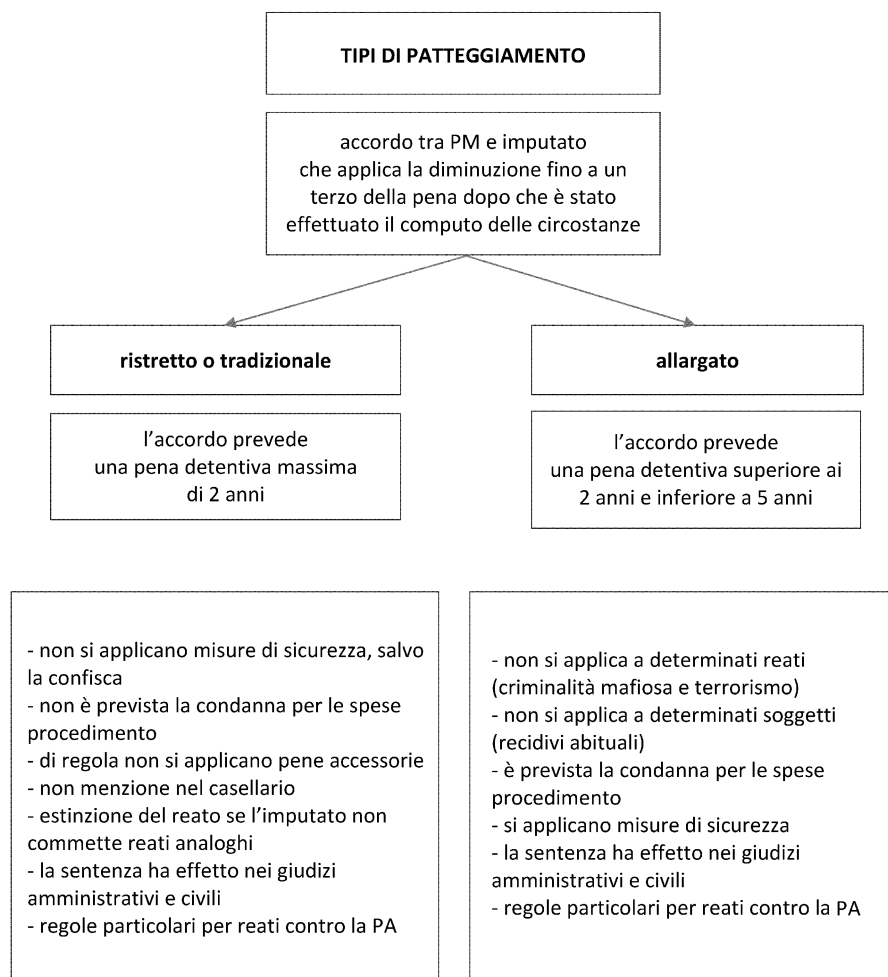 TIPI DI PATTEGGIAMENTO
accordo tra PM e imputato
che applica la diminuzione fino a un
terzo della pena dopo che è stato
effettuato il computo delle circostanze
ristretto o tradizionale
l’accordo prevede
una pena detentiva massima
di 2 anni
allargato
l’accordo prevede
una pena detentiva superiore ai
2 anni e inferiore a 5 anni
- non si applicano misure di sicurezza, salvo
la confisca
- non è prevista la condanna per le spese
procedimento
- di regola non si applicano pene accessorie
- non menzione nel casellario
- estinzione del reato se l’imputato non
commette reati analoghi
- la sentenza ha effetto nei giudizi
amministrativi e civili
- regole particolari per reati contro la PA
- non si applica a determinati reati
(criminalità mafiosa e terrorismo)
- non si applica a determinati soggetti
(recidivi abituali)
- è prevista la condanna per le spese
procedimento
- si applicano misure di sicurezza
- la sentenza ha effetto nei giudizi
amministrativi e civili
- regole particolari per reati contro la PA